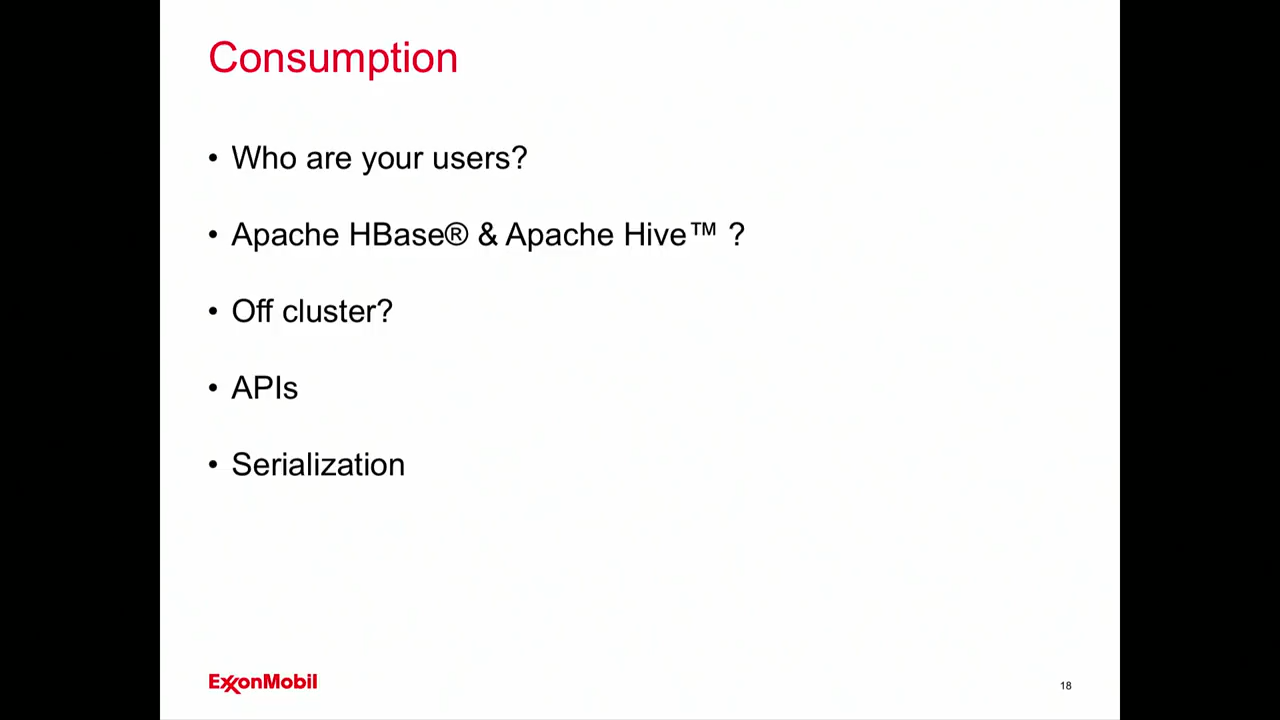 Consumption
• Who are your users?
• Apache HBase® & Apache Hive™ ?
• Off cluster?
• APIs
• Serialization
ExxonMobil
18